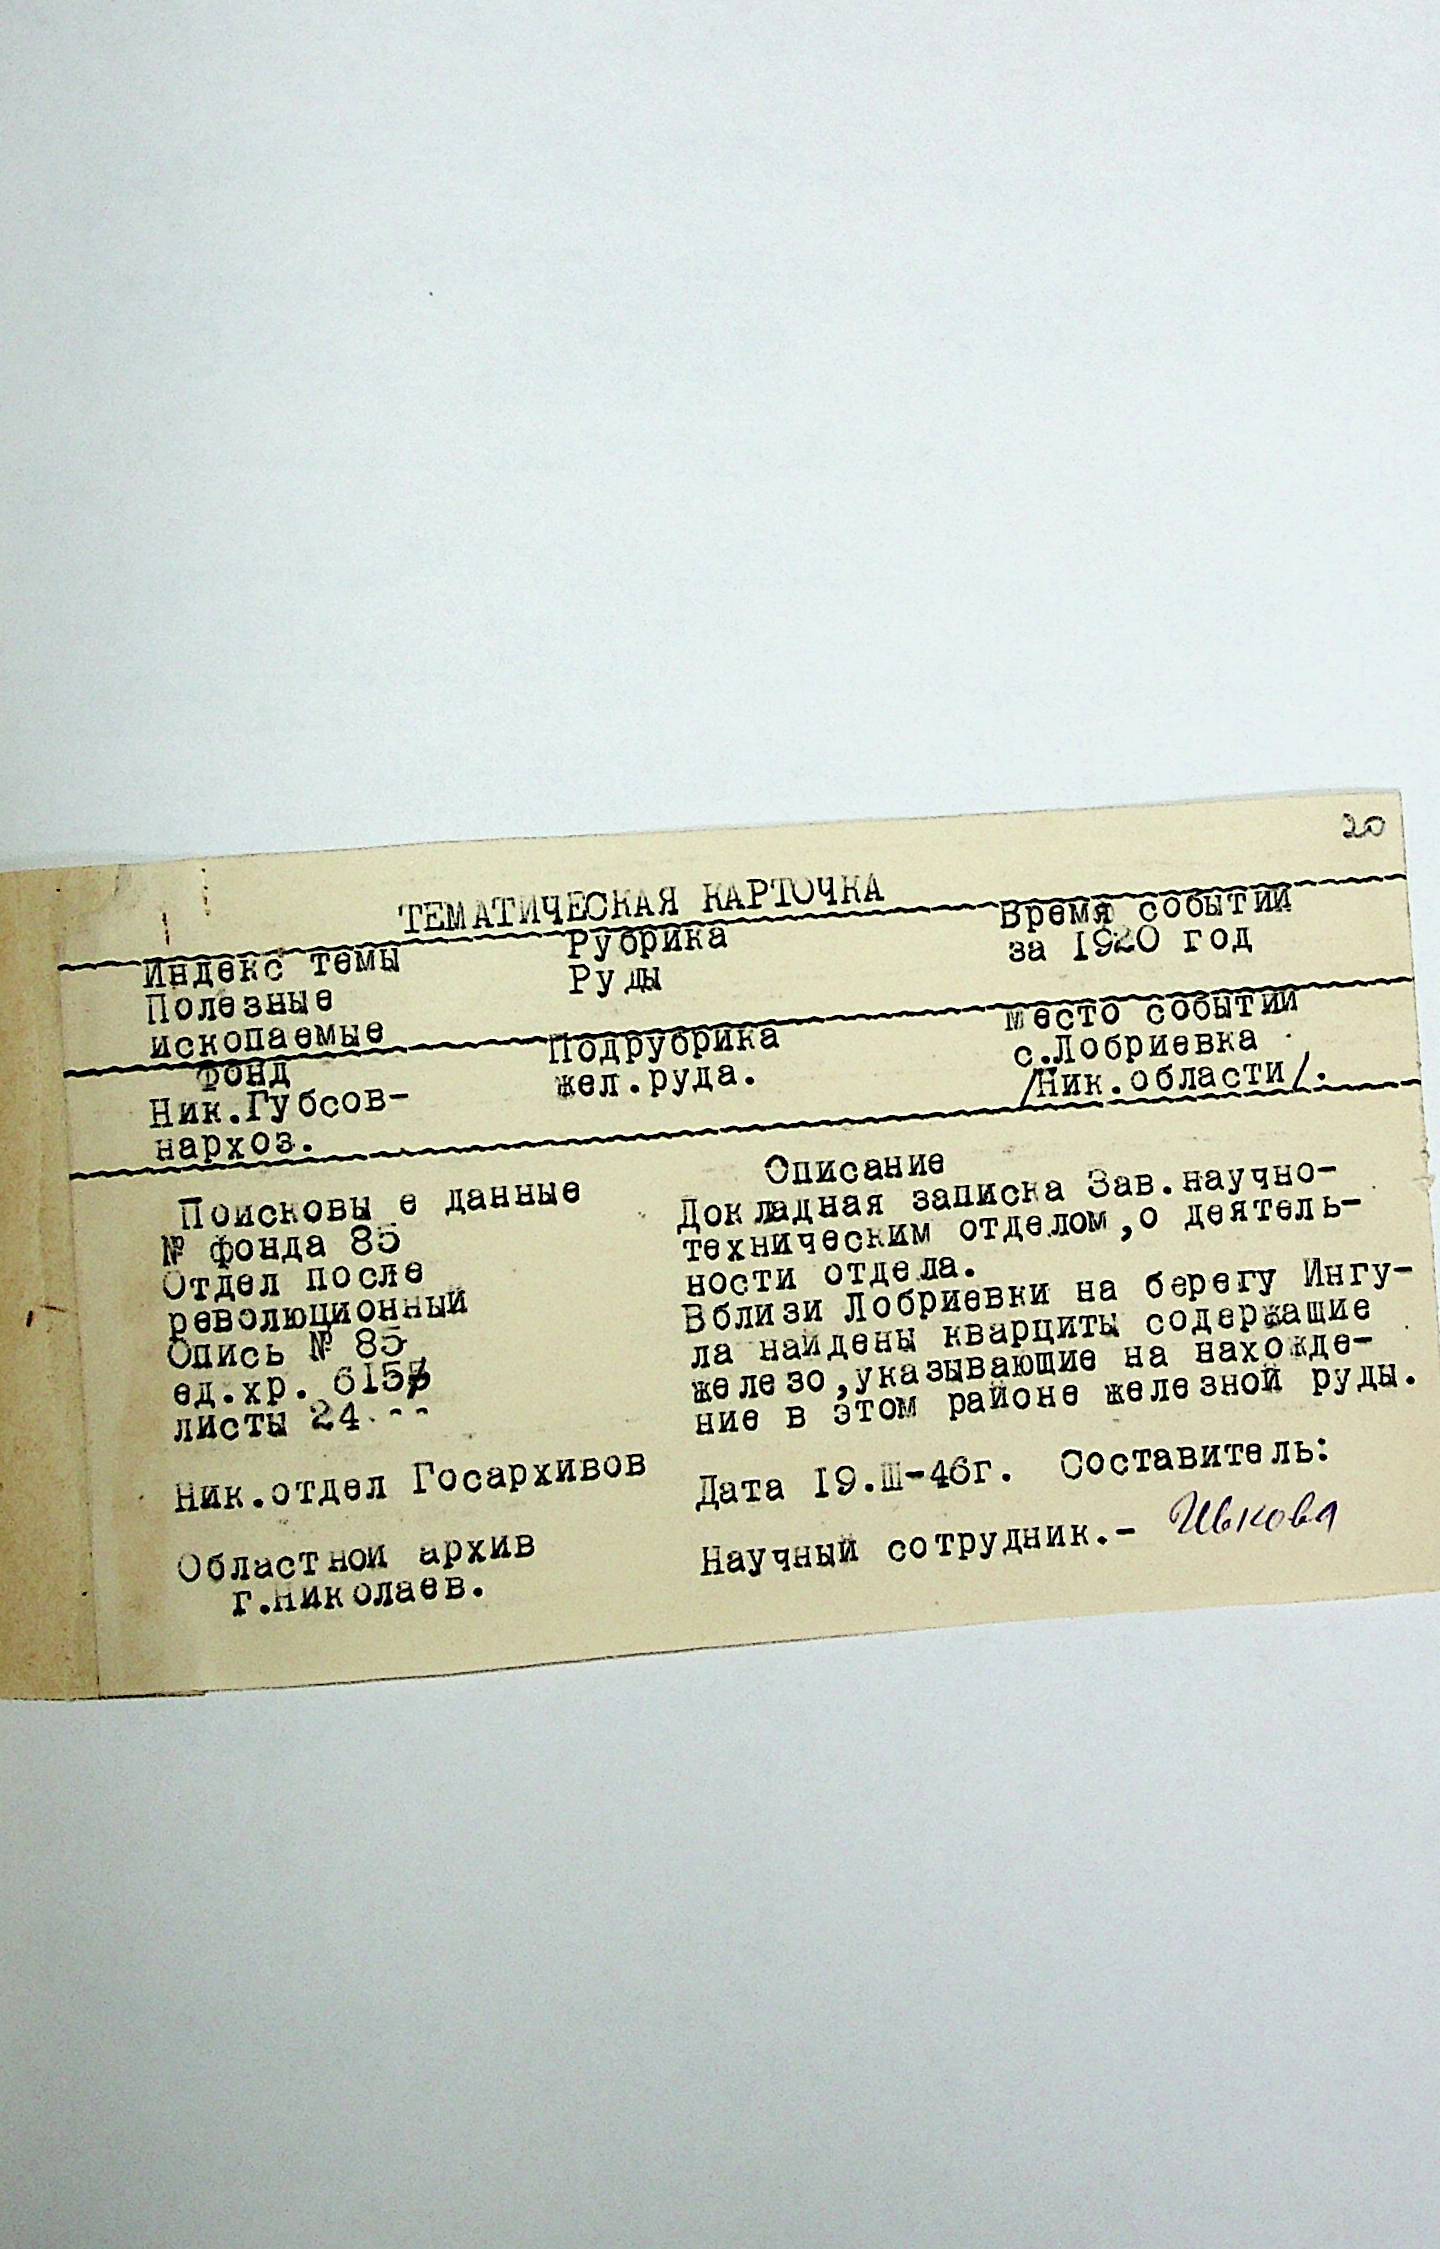 20
ТЕМАТИЧЕСКАЯ КАРТОЧКА
Индекс темы
Полезные
ископаемые
Рубрика
Руды
Время событий
за 1920 год
Фонд
Ник.Губсов-
нархоз.
Подрубрика
жел.руда.
место событий
с.Лобриевка
/Ник.области/.
Поисковы е данные
№ фонда 85
Отдел после
революционный
Опись № 85
ед.хр.
листы 24 --
Ник.отдел Госархивов
Областной архив
г.Николаев.
Описание
Докладная записка Зав.научно-
техническим отделом,о деятель-
ности отдела.
Вблизи Лобриевки на берегу Ингу-
ла найдены кварциты содержащие
железо,указывающие на нахожде-
ние в этом районе железной руды.
Дата 19.Ш-46г. Составитель:
Научный сотрудник.- Ивкова